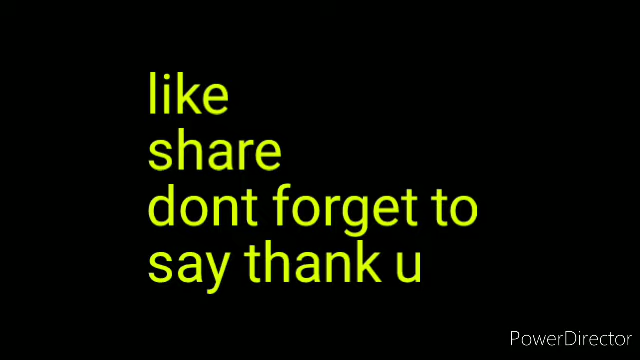 like
share
dont forget to
say thank u
PowerDirector